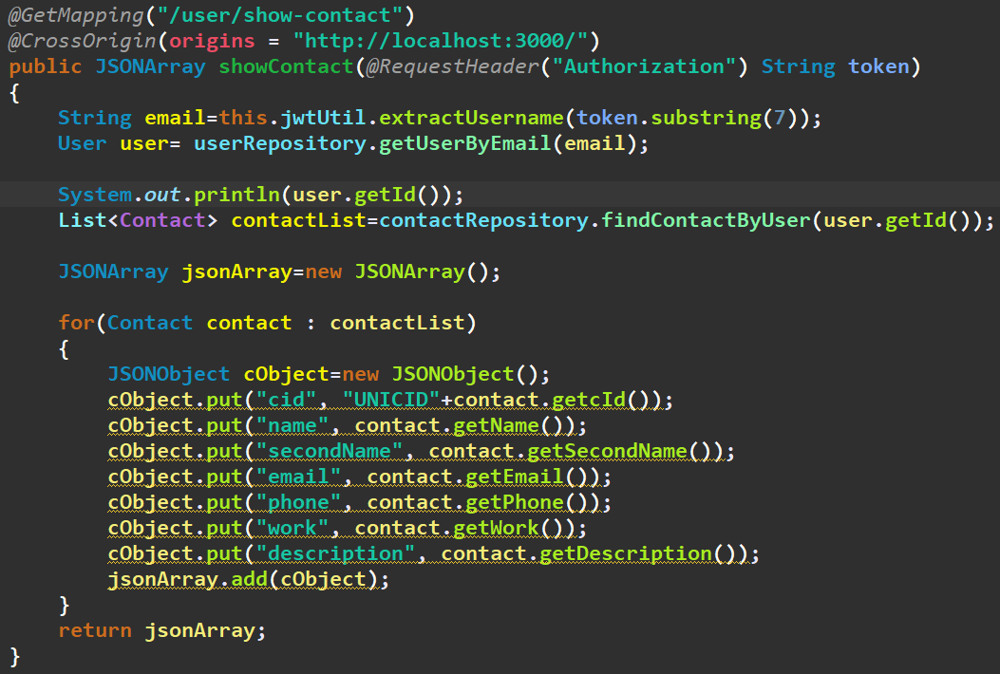 @GetMapping("/user/show-contact")
@CrossOrigin(origins = "http://localhost:3000/")
public JSONArray showContact(@RequestHeader("Authorization") String token)
{
    String email=this.jwtUtil.extractUsername(token.substring(7));
    User user= userRepository.getUserByEmail(email);

    System.out.println(user.getId());
    List<Contact> contactList=contactRepository.findContactByUser(user.getId());

    JSONArray jsonArray=new JSONArray();

    for(Contact contact : contactList)
    {
        JSONObject cObject=new JSONObject();
        cObject.put("cid", "UNICID"+contact.getcId());
        cObject.put("name", contact.getName());
        cObject.put("secondName", contact.getSecondName());
        cObject.put("email", contact.getEmail());
        cObject.put("phone", contact.getPhone());
        cObject.put("work", contact.getWork());
        cObject.put("description", contact.getDescription());
        jsonArray.add(cObject);
    }
    return jsonArray;
}